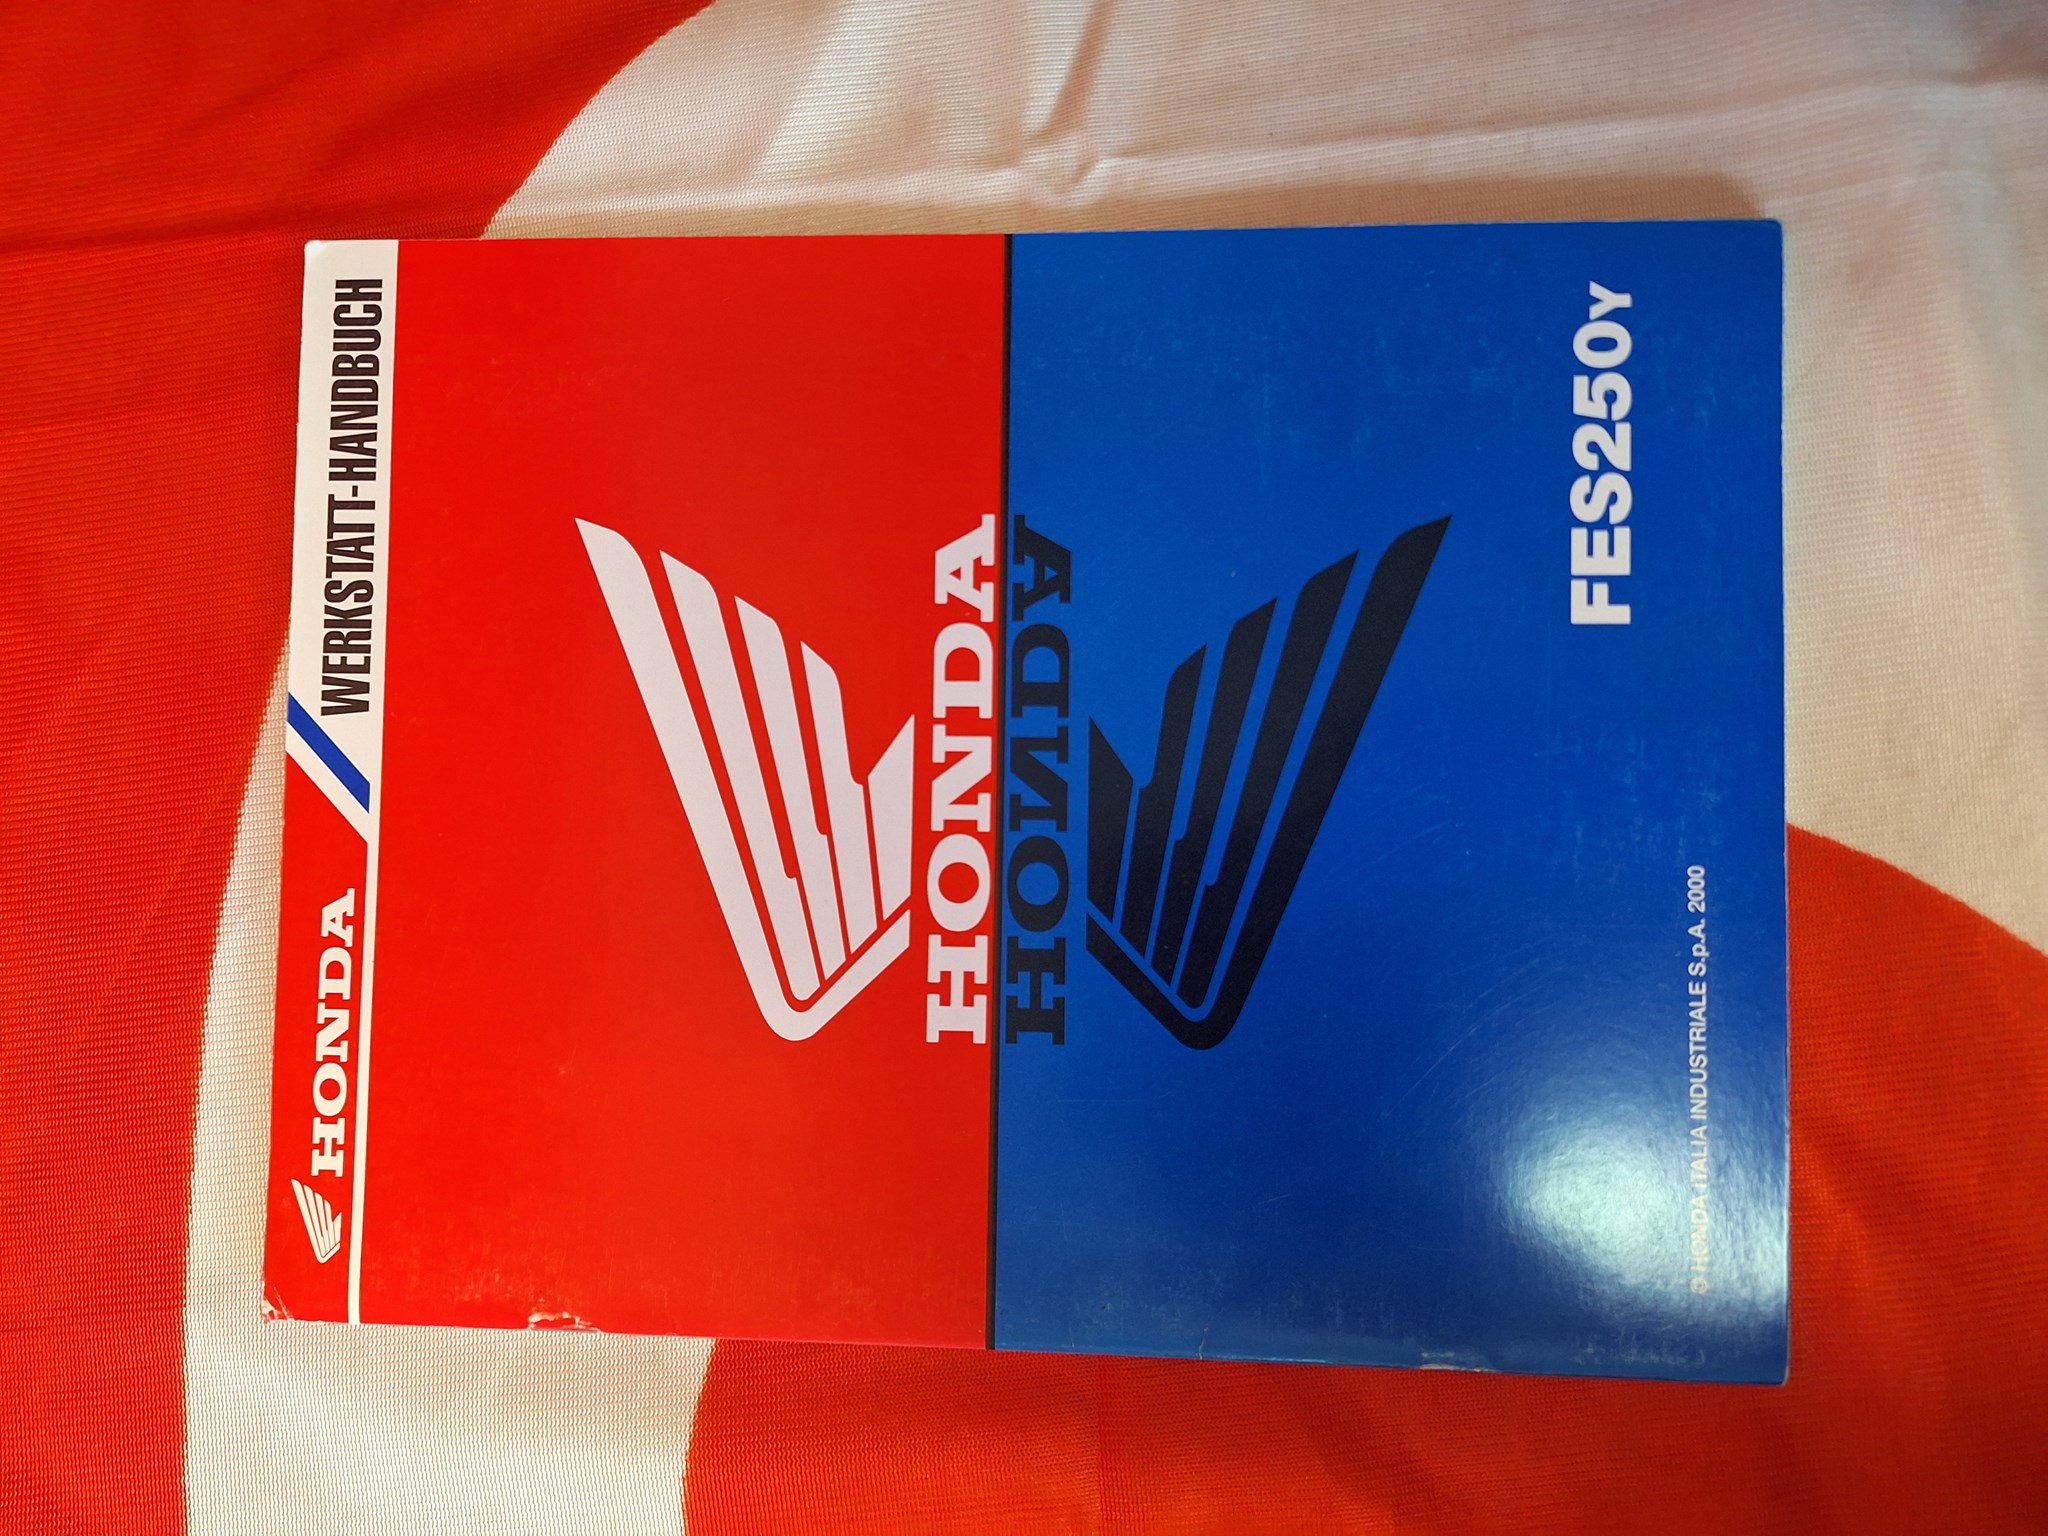 HONDA
WERKSTATT-HANDBUCH
HONDA
HONDA
FES250Y
© HONDA ITALIA INDUSTRIALE S.p.A. 2000